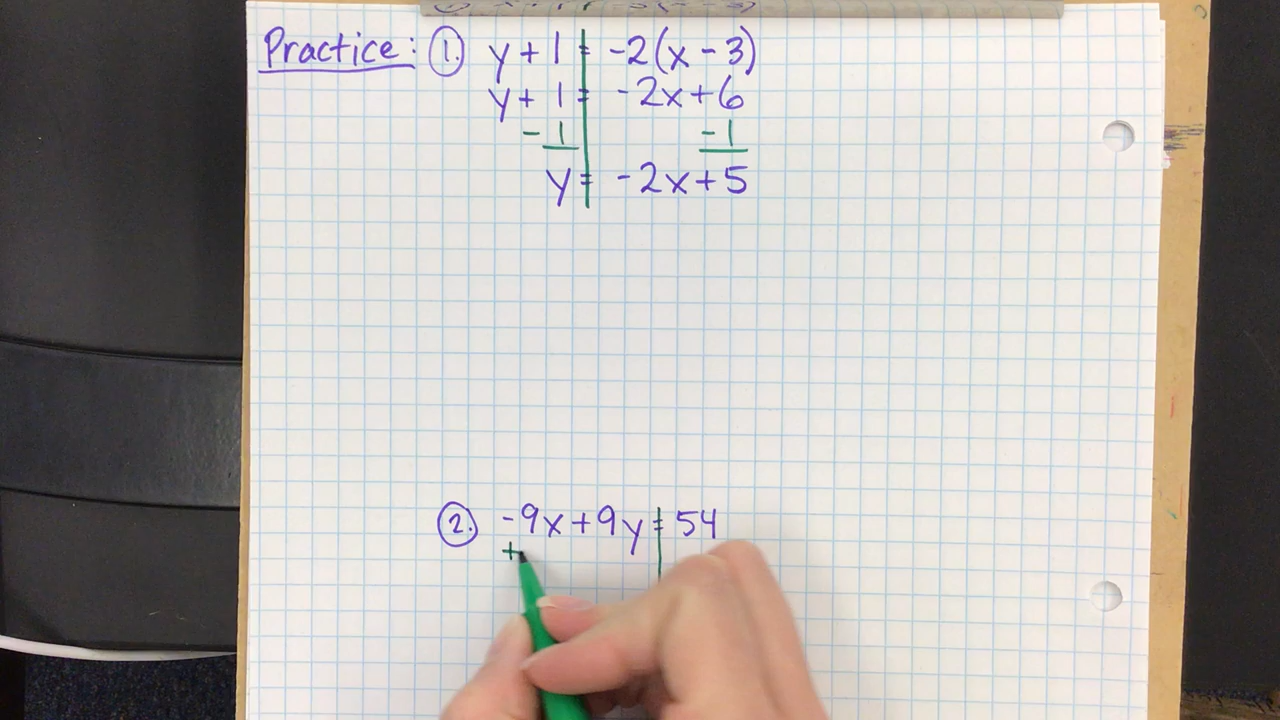 Practice: 1. y + 1 = -2(x - 3)
y + 1 = -2x + 6
- 1 - 1
y = -2x + 5
2. -9x + 9y = 54
+